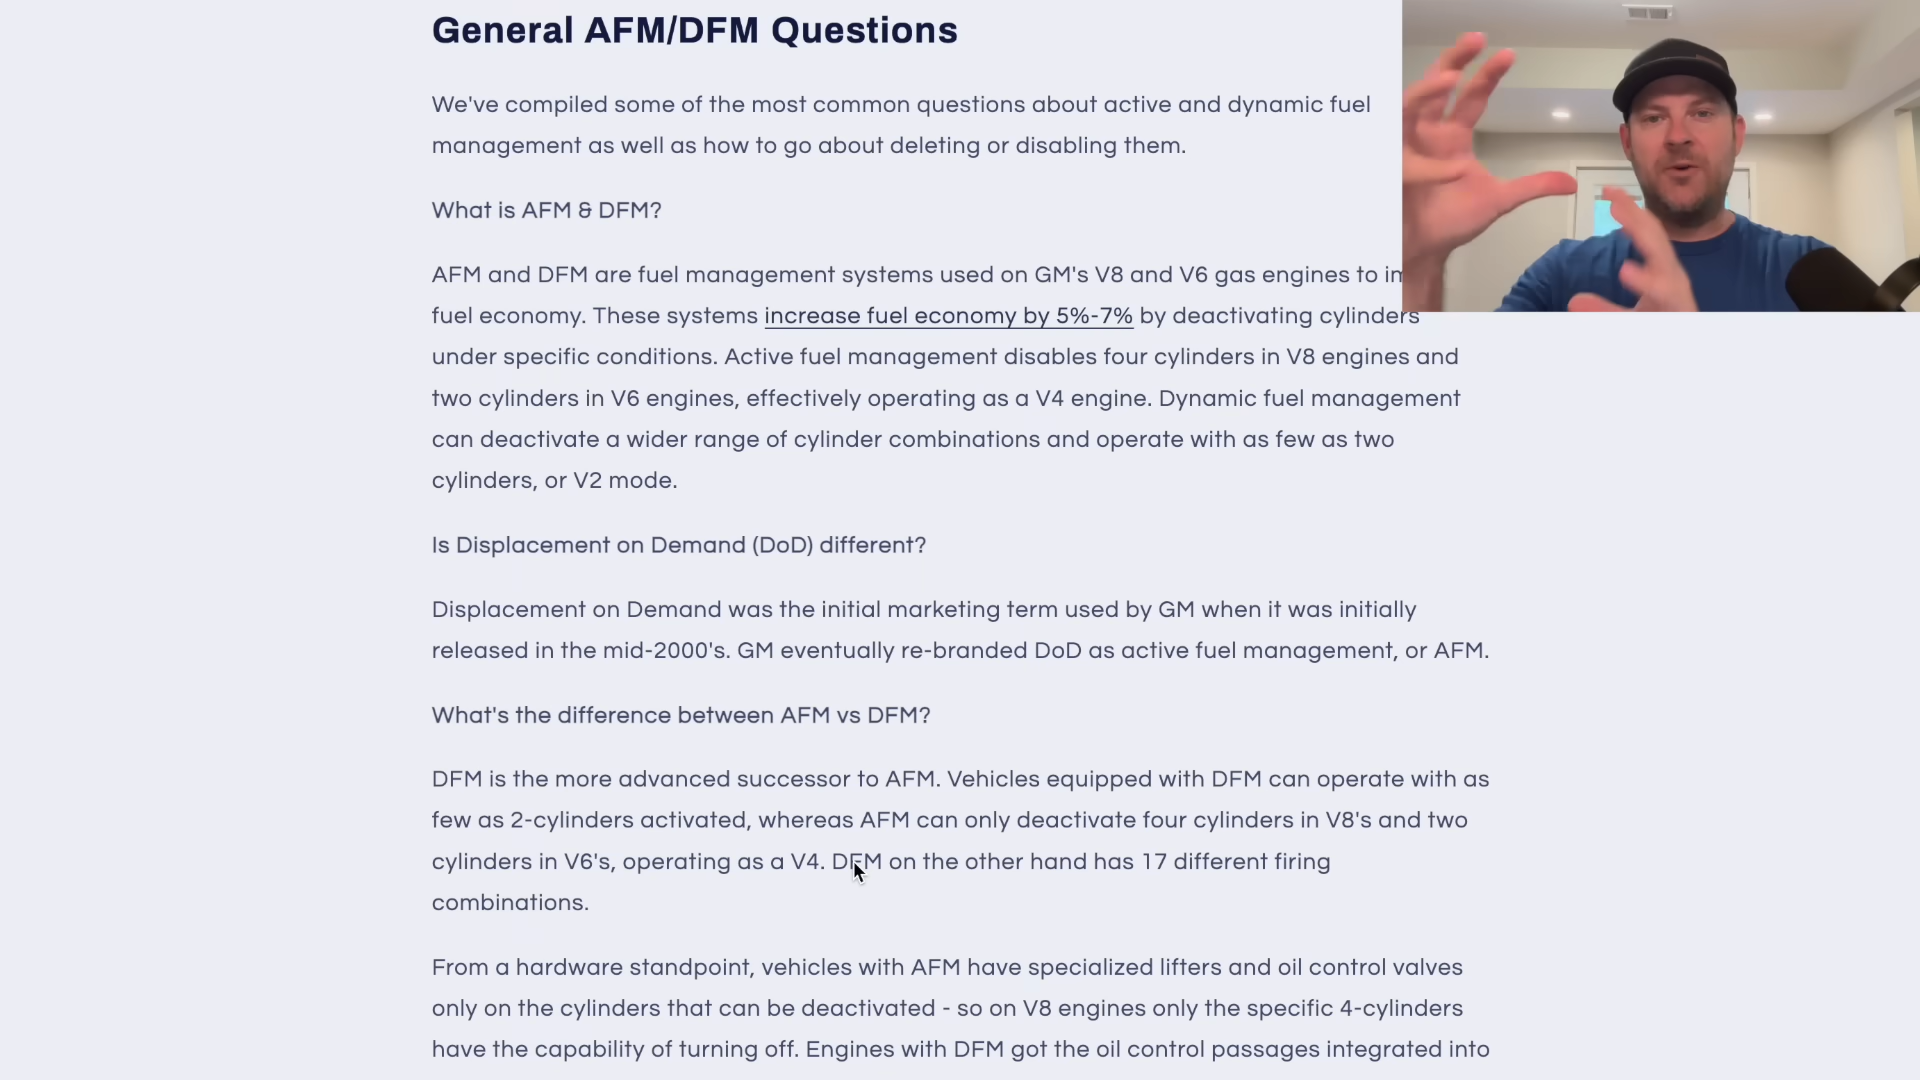 General AFM/DFM Questions
We've compiled some of the most common questions about active and dynamic fuel
management as well as how to go about deleting or disabling them.
What is AFM & DFM?
AFM and DFM are fuel management systems used on GM's V8 and V6 gas engines to
fuel economy. These systems increase fuel economy by 5%-7% by deactivating cylinders
under specific conditions. Active fuel management disables four cylinders in V8 engines and
two cylinders in V6 engines, effectively operating as a V4 engine. Dynamic fuel management
can deactivate a wider range of cylinder combinations and operate with as few as two
cylinders, or V2 mode.
Is Displacement on Demand (DoD) different?
Displacement on Demand was the initial marketing term used by GM when it was initially
released in the mid-2000's. GM eventually re-branded DoD as active fuel management, or AFM.
What's the difference between AFM vs DFM?
DFM is the more advanced successor to AFM. Vehicles equipped with DFM can operate with as
few as 2-cylinders activated, whereas AFM can only deactivate four cylinders in V8's and two
cylinders in V6's, operating as a V4. DFM on the other hand has 17 different firing
combinations.
From a hardware standpoint, vehicles with AFM have specialized lifters and oil control valves
only on the cylinders that can be deactivated - so on V8 engines only the specific 4-cylinders
have the capability of turning off. Engines with DFM got the oil control passages integrated into